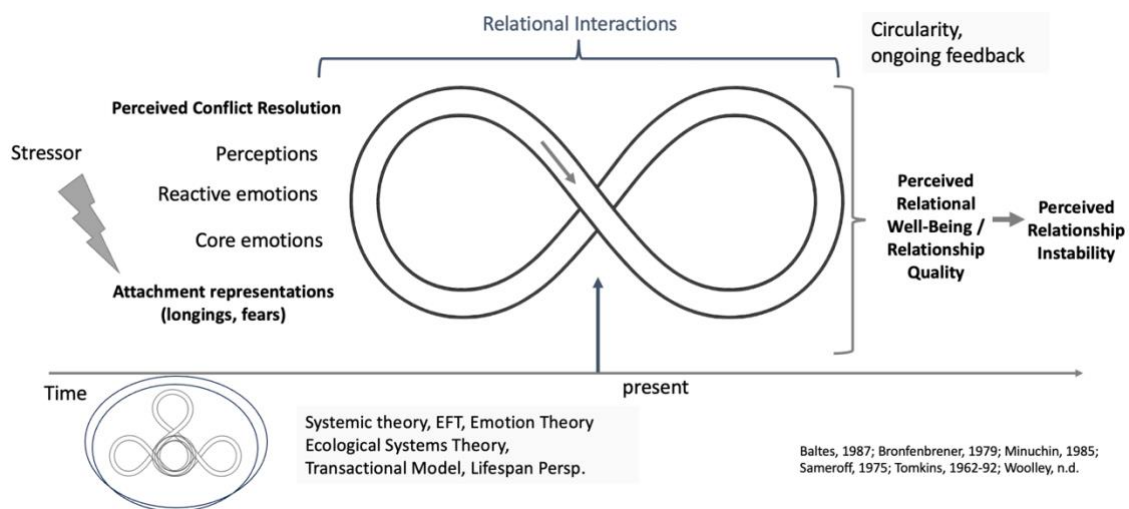 Relational Interactions
Circularity,
ongoing feedback
Perceived Conflict Resolution
Stressor
Perceptions
Reactive emotions
Core emotions
Attachment representations
(longings, fears)
Perceived
Relational
Well-Being /
Relationship
Quality
Perceived
Relationship
Instability
Time
present
Systemic theory, EFT, Emotion Theory
Ecological Systems Theory,
Transactional Model, Lifespan Persp.
Baltes, 1987; Bronfenbrener, 1979; Minuchin, 1985;
Sameroff, 1975; Tomkins, 1962-92; Woolley, n.d.